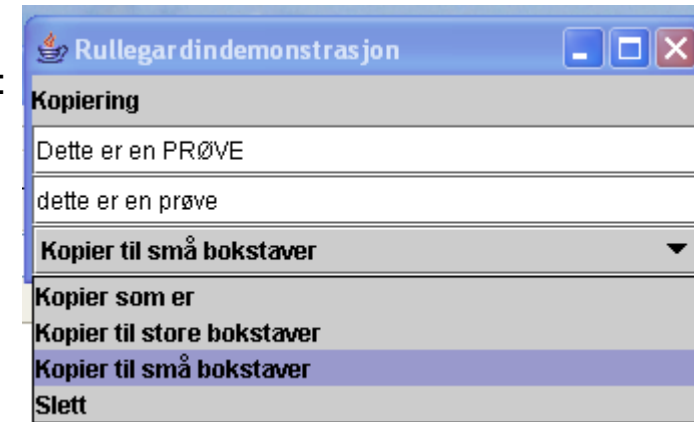 Rullegardindemonstrasjon
:
Kopiering
Dette er en PRØVE
dette er en prøve
Kopier til små bokstaver
Kopier som er
Kopier til store bokstaver
Kopier til små bokstaver
Slett